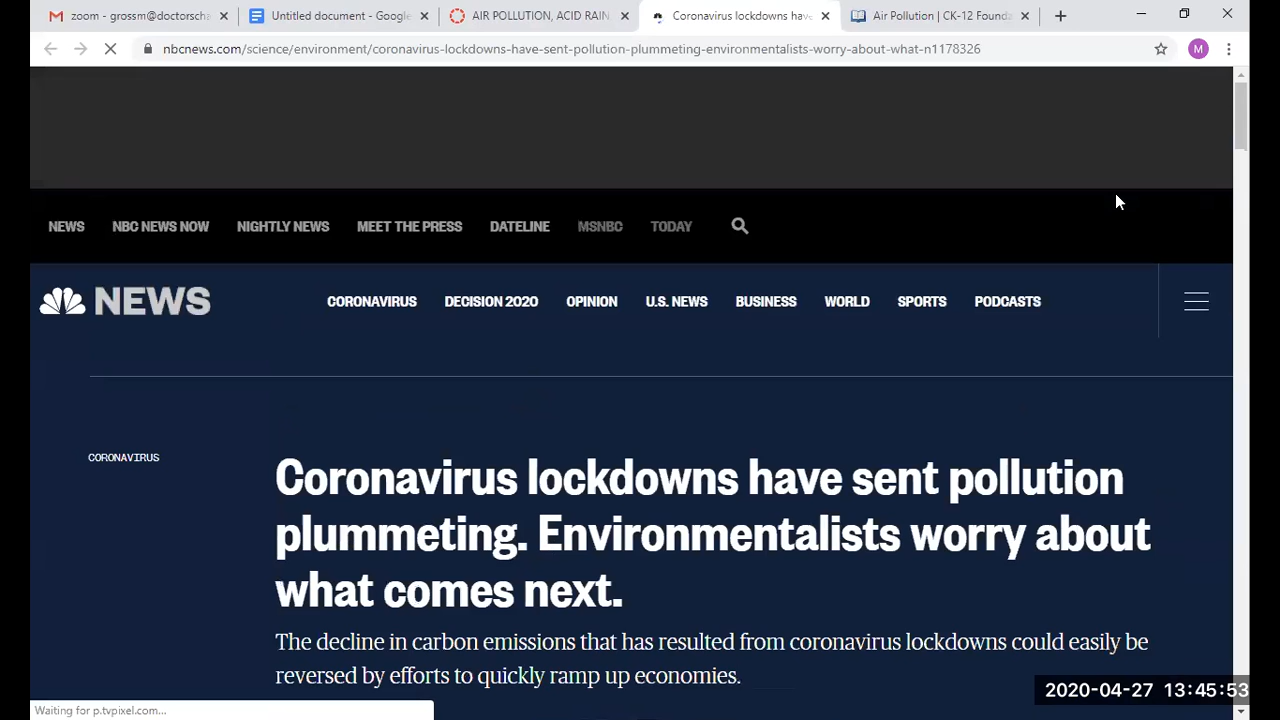 zoom - grossm@doctorscha
Untitled document - Google
AIR POLLUTION, ACID RAIN,
Coronavirus lockdowns hav
Air Pollution | CK-12 Founda
nbcnews.com/science/environment/coronavirus-lockdowns-have-sent-pollution-plummeting-environmentalists-worry-about-what-n1178326
M
NEWS NBC NEWS NOW NIGHTLY NEWS MEET THE PRESS DATELINE MSNBC TODAY
NEWS
CORONAVIRUS DECISION 2020 OPINION U.S. NEWS BUSINESS WORLD SPORTS PODCASTS
CORONAVIRUS
Coronavirus lockdowns have sent pollution
plummeting. Environmentalists worry about
what comes next.
The decline in carbon emissions that has resulted from coronavirus lockdowns could easily be
reversed by efforts to quickly ramp up economies.
2020-04-27 13:45:53
Waiting for p.tvpixel.com...